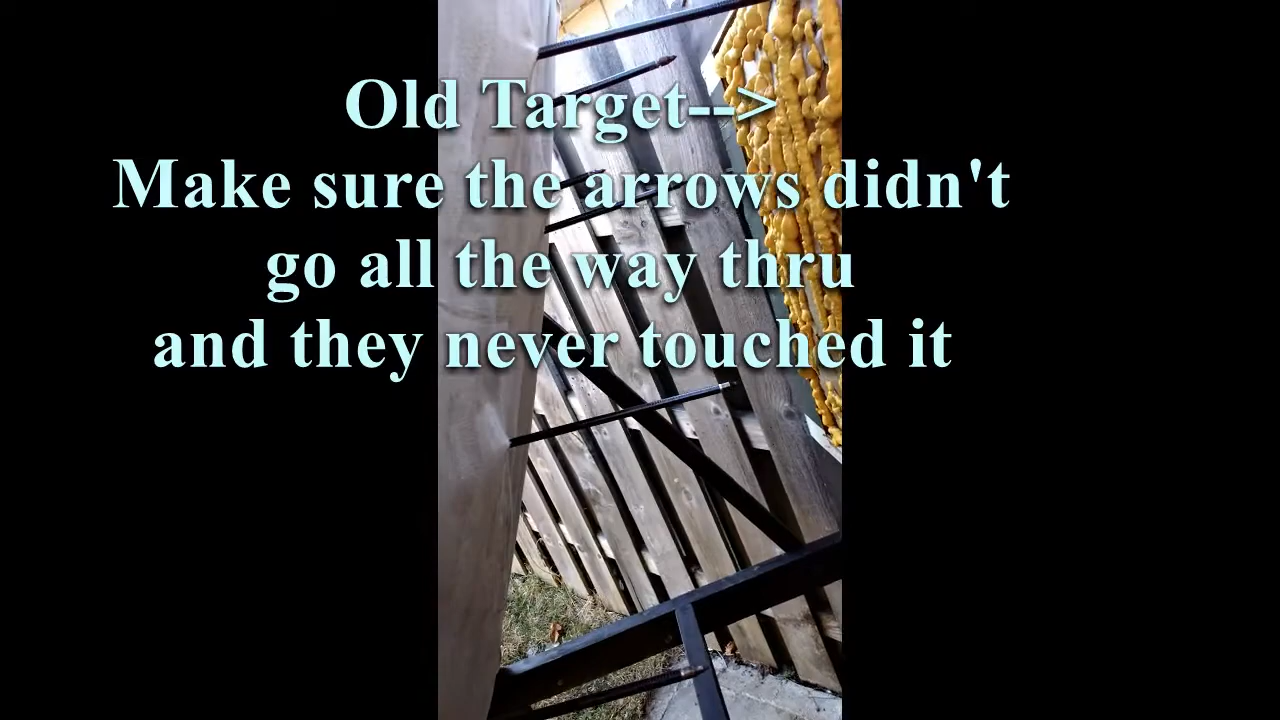 Old Target-->
Make sure the arrows didn't
go all the way thru
and they never touched it